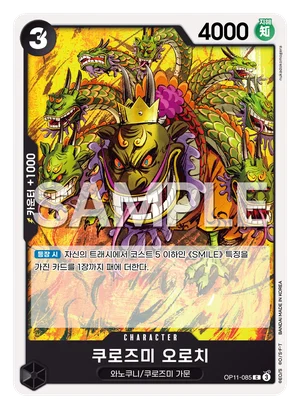 3
4000
지혜
知
카운터 +1000
SAMPLE
등장 시 자신의 트래시에서 코스트 5 이하인 《SMILE》 특징을
가진 카드를 1장까지 패에 더한다.
CHARACTER
쿠로즈미 오로치
와노쿠니/쿠로즈미 가문
OP11-085 C
BANDAI MADE IN KOREA